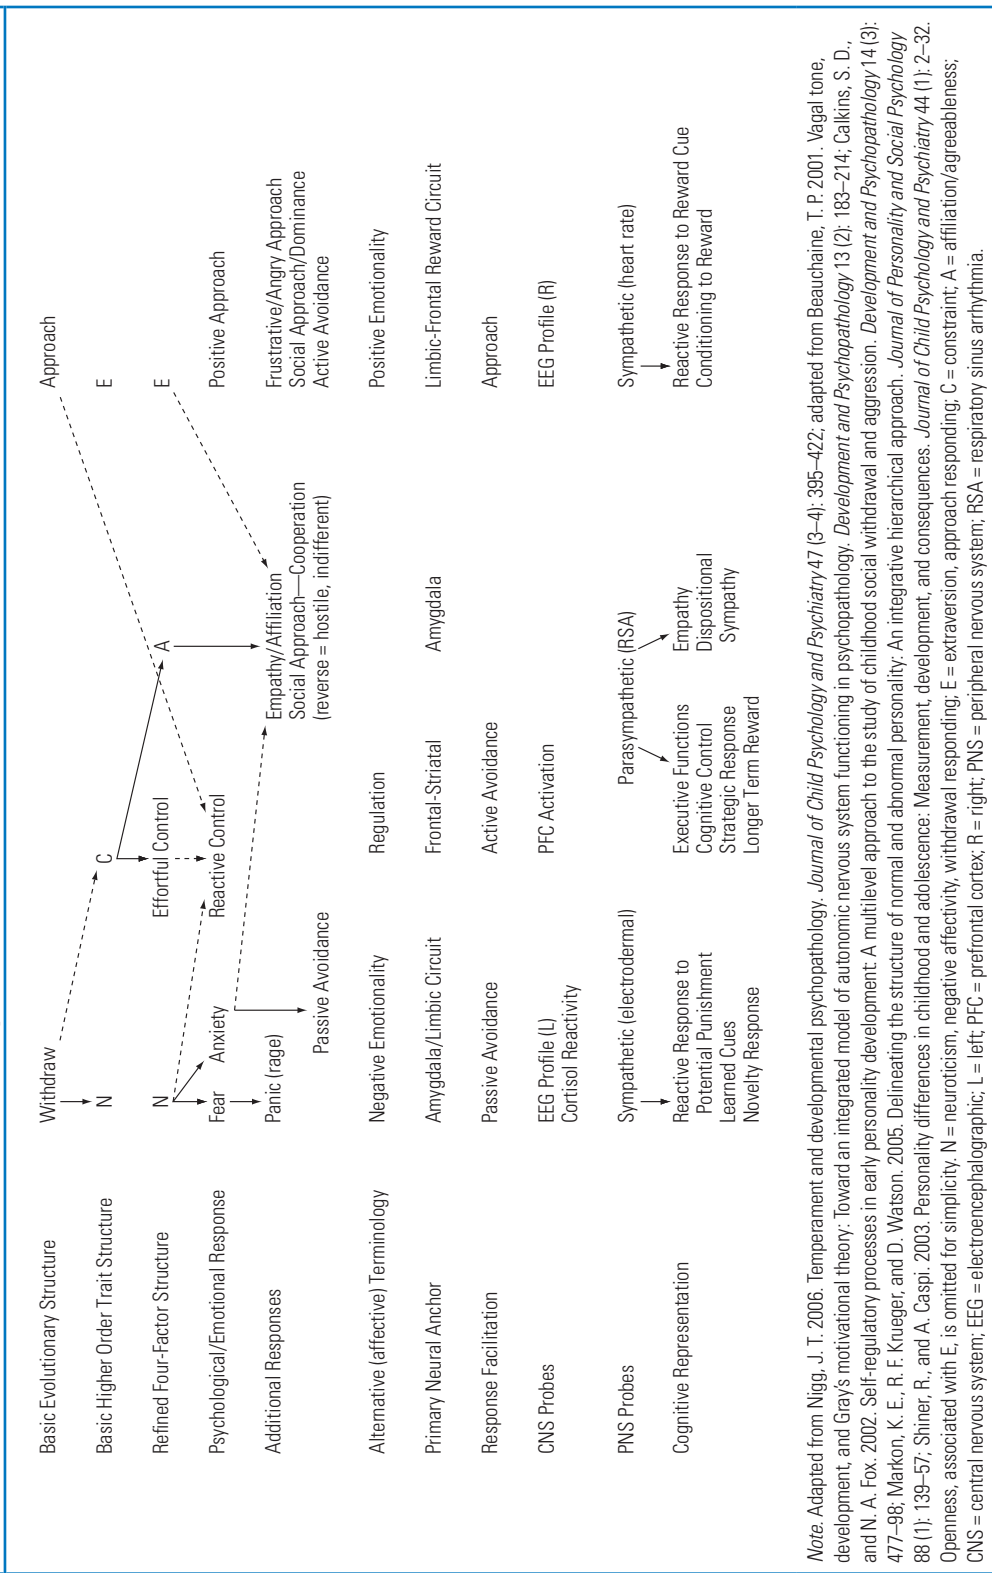 Basic Evolutionary Structure Withdraw Approach
Basic Higher Order Trait Structure N C E
Refined Four-Factor Structure N Effortful Control A E
Psychological/Emotional Response Fear Anxiety Reactive Control Positive Approach
Additional Responses Panic (rage) Empathy/Affiliation Frustrative/Angry Approach
Social Approach—Cooperation Social Approach/Dominance
Passive Avoidance (reverse = hostile, indifferent) Active Avoidance
Alternative (affective) Terminology Negative Emotionality Regulation Positive Emotionality
Primary Neural Anchor Amygdala/Limbic Circuit Frontal-Striatal Amygdala Limbic-Frontal Reward Circuit
Response Facilitation Passive Avoidance Active Avoidance Approach
CNS Probes EEG Profile (L) PFC Activation EEG Profile (R)
Cortisol Reactivity
PNS Probes Sympathetic (electrodermal) Parasympathetic (RSA) Sympathetic (heart rate)
Cognitive Representation Reactive Response to Executive Functions Empathy Reactive Response to Reward Cue
Potential Punishment Cognitive Control Dispositional Conditioning to Reward
Learned Cues Strategic Response Sympathy
Novelty Response Longer Term Reward
Note. Adapted from Nigg, J. T. 2006. Temperament and developmental psychopathology. Journal of Child Psychology and Psychiatry 47 (3–4): 395–422; adapted from Beauchaine, T. P. 2001. Vagal tone,
development, and Gray's motivational theory: Toward an integrated model of autonomic nervous system functioning in psychopathology. Development and Psychopathology 13 (2): 183–214; Calkins, S. D.,
and N. A. Fox. 2002. Self-regulatory processes in early personality development: A multilevel approach to the study of childhood social withdrawal and aggression. Development and Psychopathology 14 (3):
477–98; Markon, K. E., R. F. Krueger, and D. Watson. 2005. Delineating the structure of normal and abnormal personality: An integrative hierarchical approach. Journal of Personality and Social Psychology
88 (1): 139–57; Shiner, R., and A. Caspi. 2003. Personality differences in childhood and adolescence: Measurement, development, and consequences. Journal of Child Psychology and Psychiatry 44 (1): 2–32.
Openness, associated with E, is omitted for simplicity. N = neuroticism, negative affectivity, withdrawal responding; E = extraversion, approach responding; C = constraint; A = affiliation/agreeableness;
CNS = central nervous system; EEG = electroencephalographic; L = left; PFC = prefrontal cortex; R = right; PNS = peripheral nervous system; RSA = respiratory sinus arrhythmia.